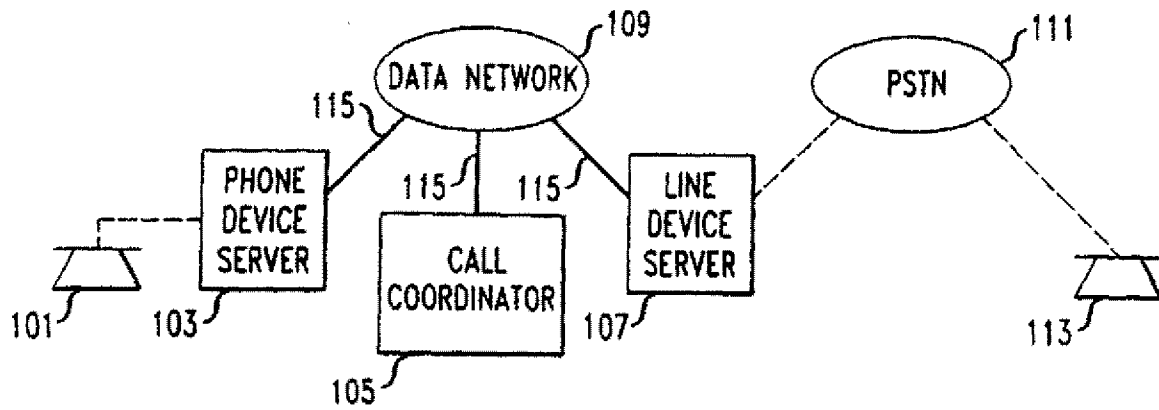 109
DATA NETWORK
111
PSTN
115
115
115
PHONE
DEVICE
SERVER
LINE
DEVICE
SERVER
CALL
COORDINATOR
101
103
105
107
113